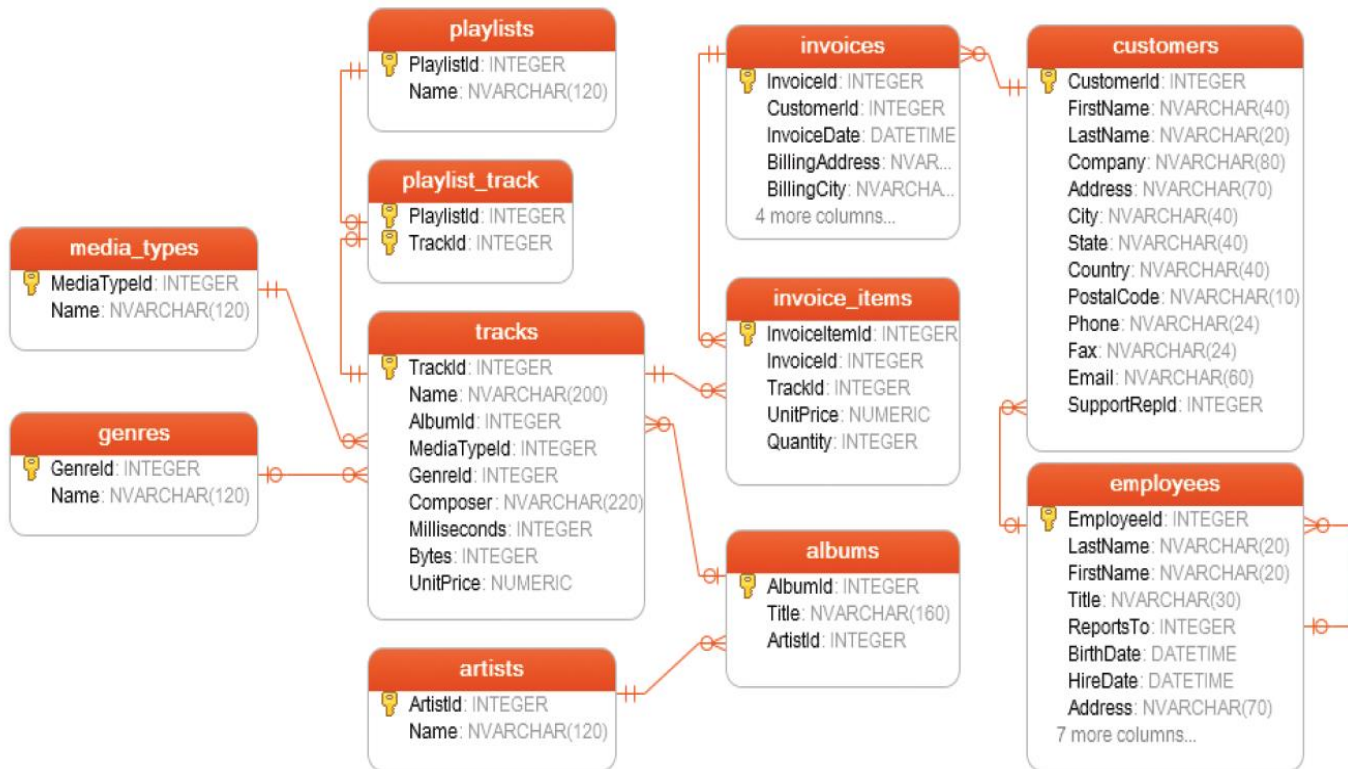 playlists
PlaylistId: INTEGER
Name: NVARCHAR(120)
playlist_track
PlaylistId: INTEGER
TrackId: INTEGER
media_types
MediaTypeId: INTEGER
Name: NVARCHAR(120)
genres
GenreId: INTEGER
Name: NVARCHAR(120)
tracks
TrackId: INTEGER
Name: NVARCHAR(200)
AlbumId: INTEGER
MediaTypeId: INTEGER
GenreId: INTEGER
Composer: NVARCHAR(220)
Milliseconds: INTEGER
Bytes: INTEGER
UnitPrice: NUMERIC
artists
ArtistId: INTEGER
Name: NVARCHAR(120)
invoices
InvoiceId: INTEGER
CustomerId: INTEGER
InvoiceDate: DATETIME
BillingAddress: NVAR...
BillingCity: NVARCHA...
4 more columns...
invoice_items
InvoiceItemId: INTEGER
InvoiceId: INTEGER
TrackId: INTEGER
UnitPrice: NUMERIC
Quantity: INTEGER
albums
AlbumId: INTEGER
Title: NVARCHAR(160)
ArtistId: INTEGER
customers
CustomerId: INTEGER
FirstName: NVARCHAR(40)
LastName: NVARCHAR(20)
Company: NVARCHAR(80)
Address: NVARCHAR(70)
City: NVARCHAR(40)
State: NVARCHAR(40)
Country: NVARCHAR(40)
PostalCode: NVARCHAR(10)
Phone: NVARCHAR(24)
Fax: NVARCHAR(24)
Email: NVARCHAR(60)
SupportRepId: INTEGER
employees
EmployeeId: INTEGER
LastName: NVARCHAR(20)
FirstName: NVARCHAR(20)
Title: NVARCHAR(30)
ReportsTo: INTEGER
BirthDate: DATETIME
HireDate: DATETIME
Address: NVARCHAR(70)
7 more columns...